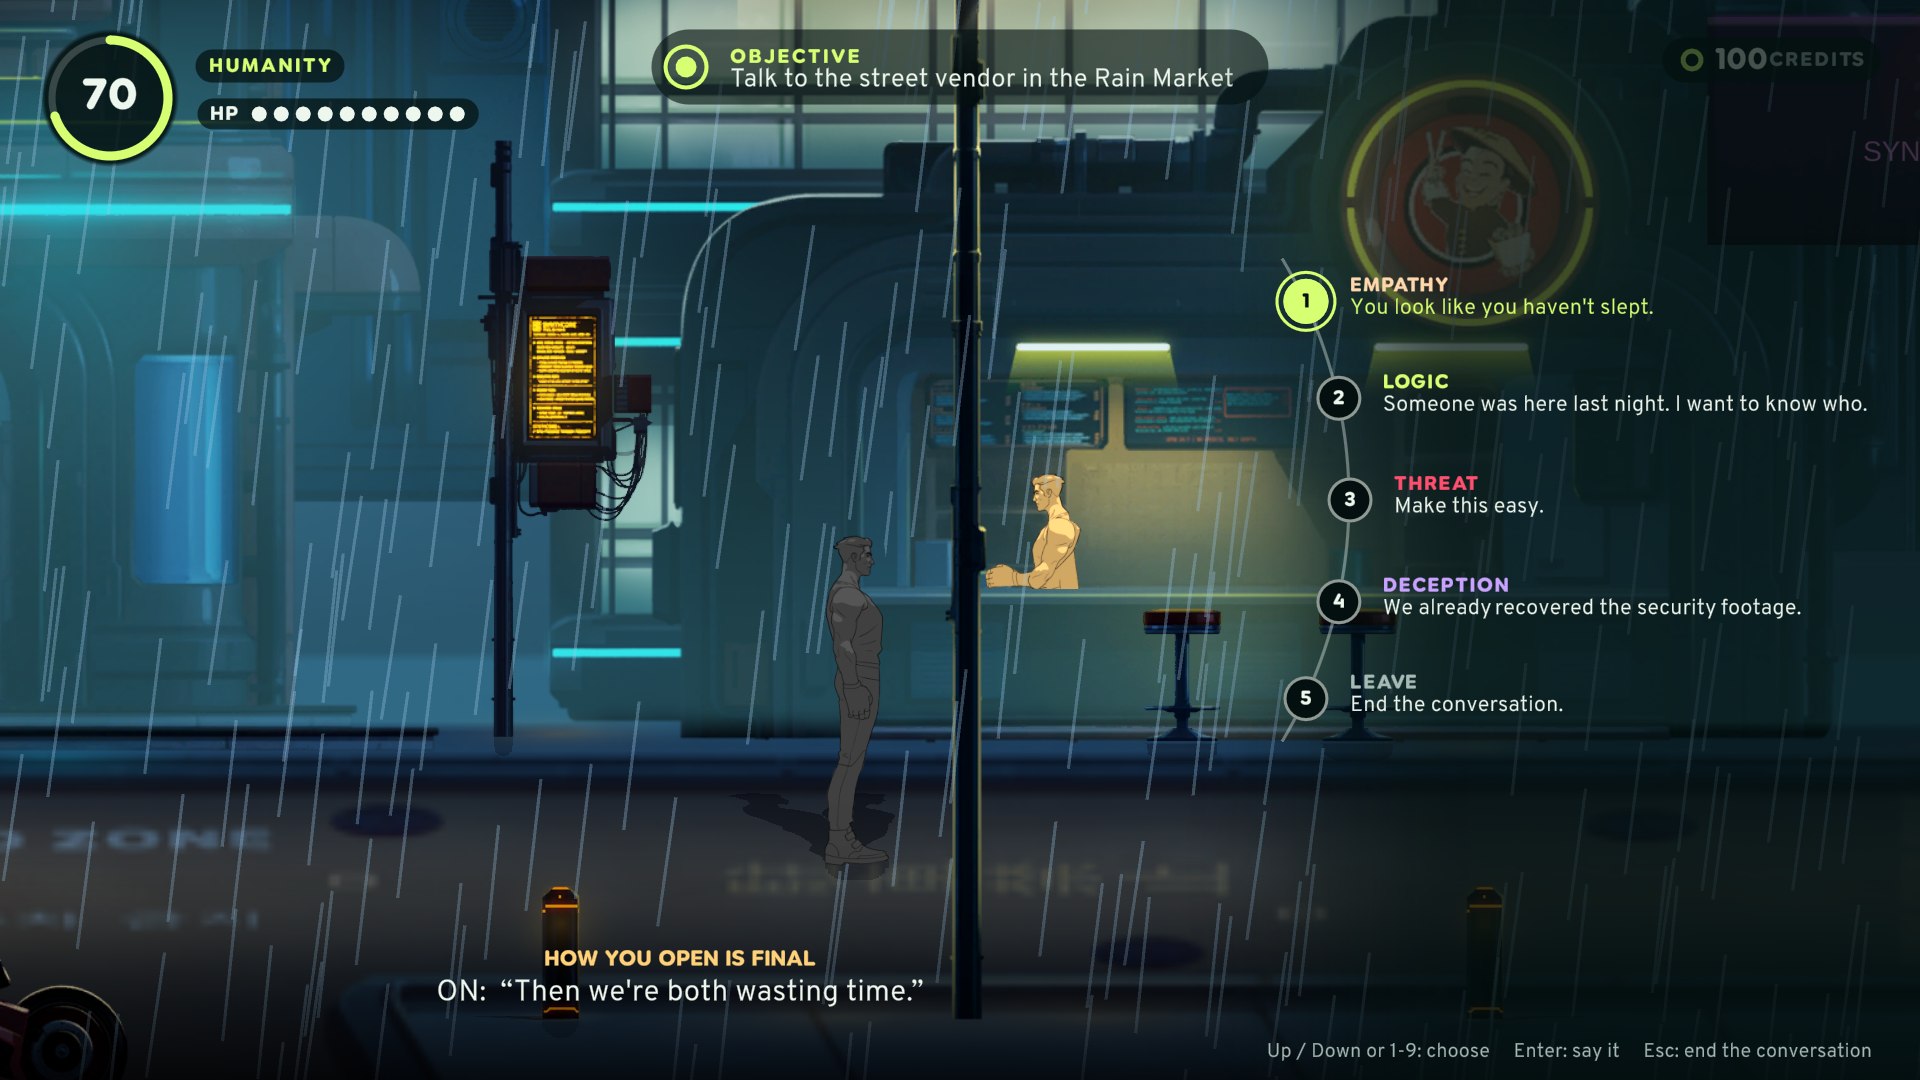 70
HUMANITY
HP
OBJECTIVE
Talk to the street vendor in the Rain Market
100 CREDITS
SYN
1
EMPATHY
You look like you haven't slept.
2
LOGIC
Someone was here last night. I want to know who.
3
THREAT
Make this easy.
4
DECEPTION
We already recovered the security footage.
5
LEAVE
End the conversation.
ZONE
HOW YOU OPEN IS FINAL
ON: “Then we're both wasting time.”
Up / Down or 1-9: choose Enter: say it Esc: end the conversation